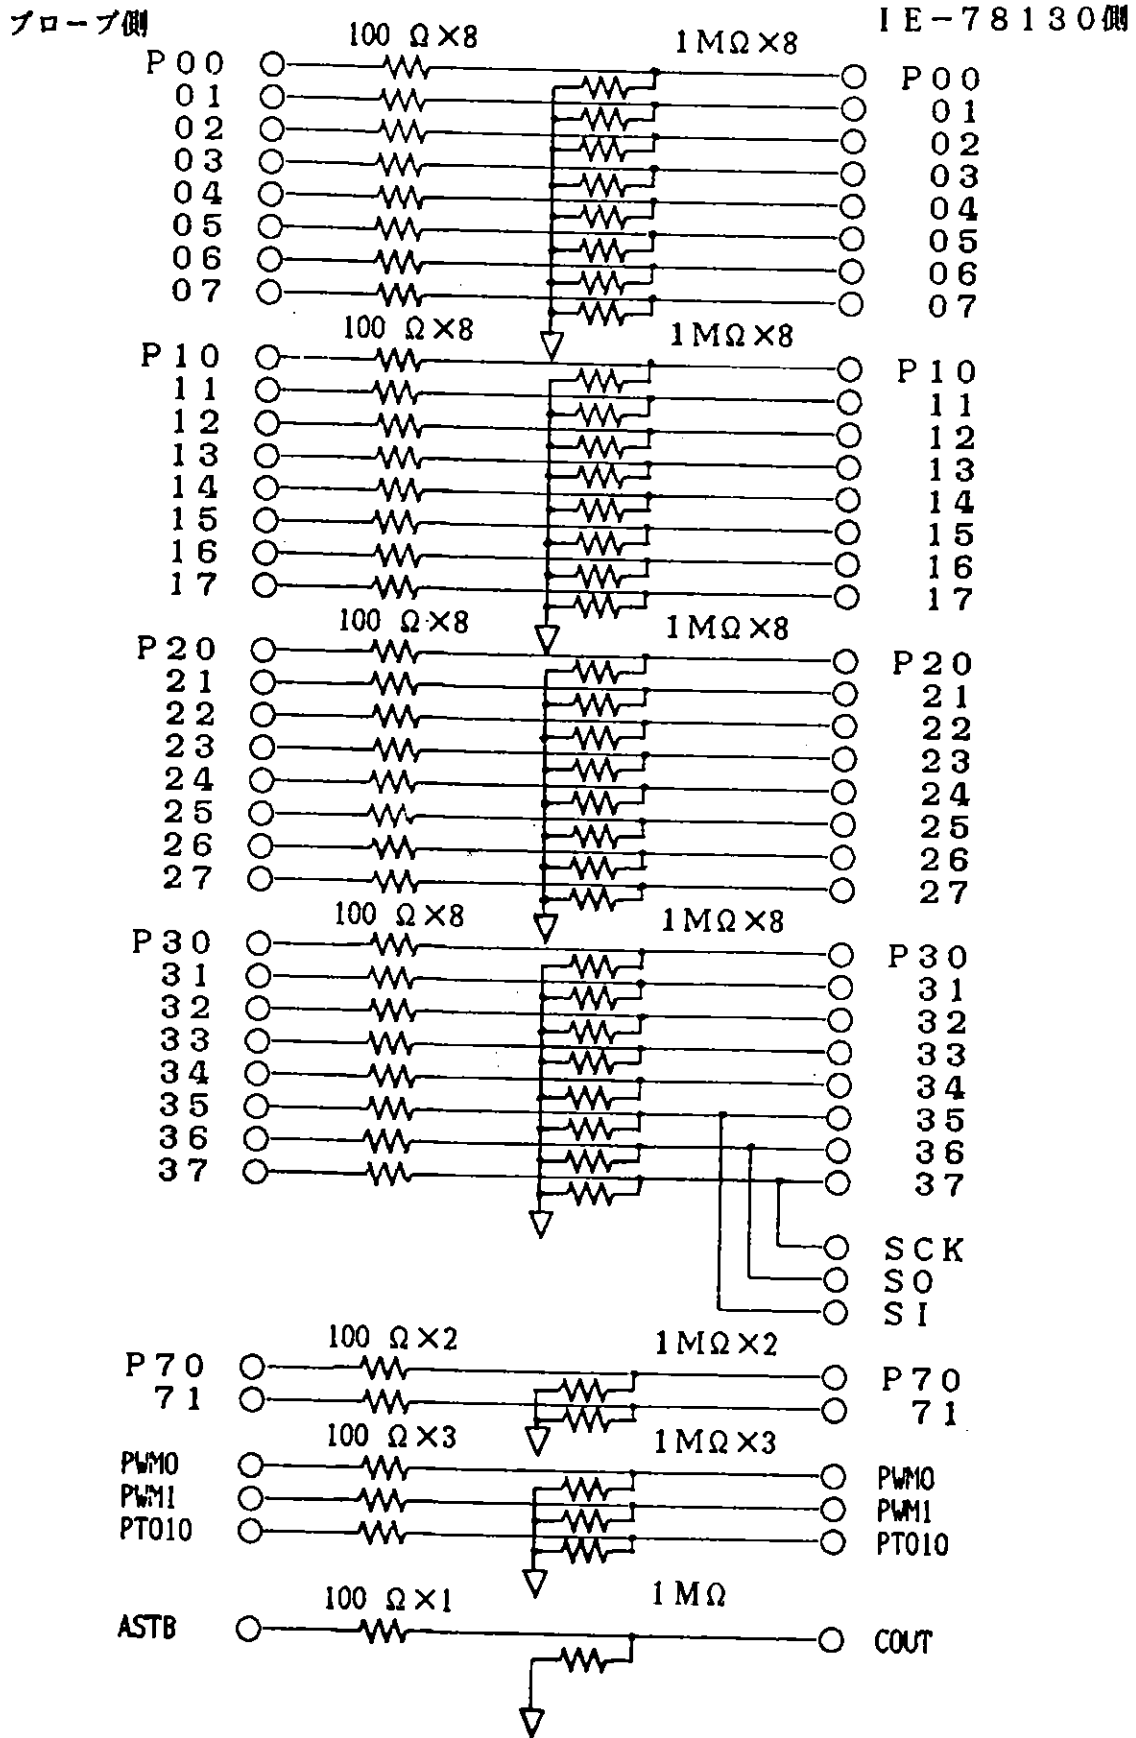 プローブ側 IE-78130側
100 Ω×8 1MΩ×8
P00 P00
01 01
02 02
03 03
04 04
05 05
06 06
07 07
100 Ω×8 1MΩ×8
P10 P10
11 11
12 12
13 13
14 14
15 15
16 16
17 17
100 Ω×8 1MΩ×8
P20 P20
21 21
22 22
23 23
24 24
25 25
26 26
27 27
100 Ω×8 1MΩ×8
P30 P30
31 31
32 32
33 33
34 34
35 35
36 36
37 37
SCK
SO
SI
100 Ω×2 1MΩ×2
P70 P70
71 71
100 Ω×3 1MΩ×3
PWM0 PWM0
PWM1 PWM1
PTO10 PTO10
100 Ω×1 1MΩ
ASTB COUT